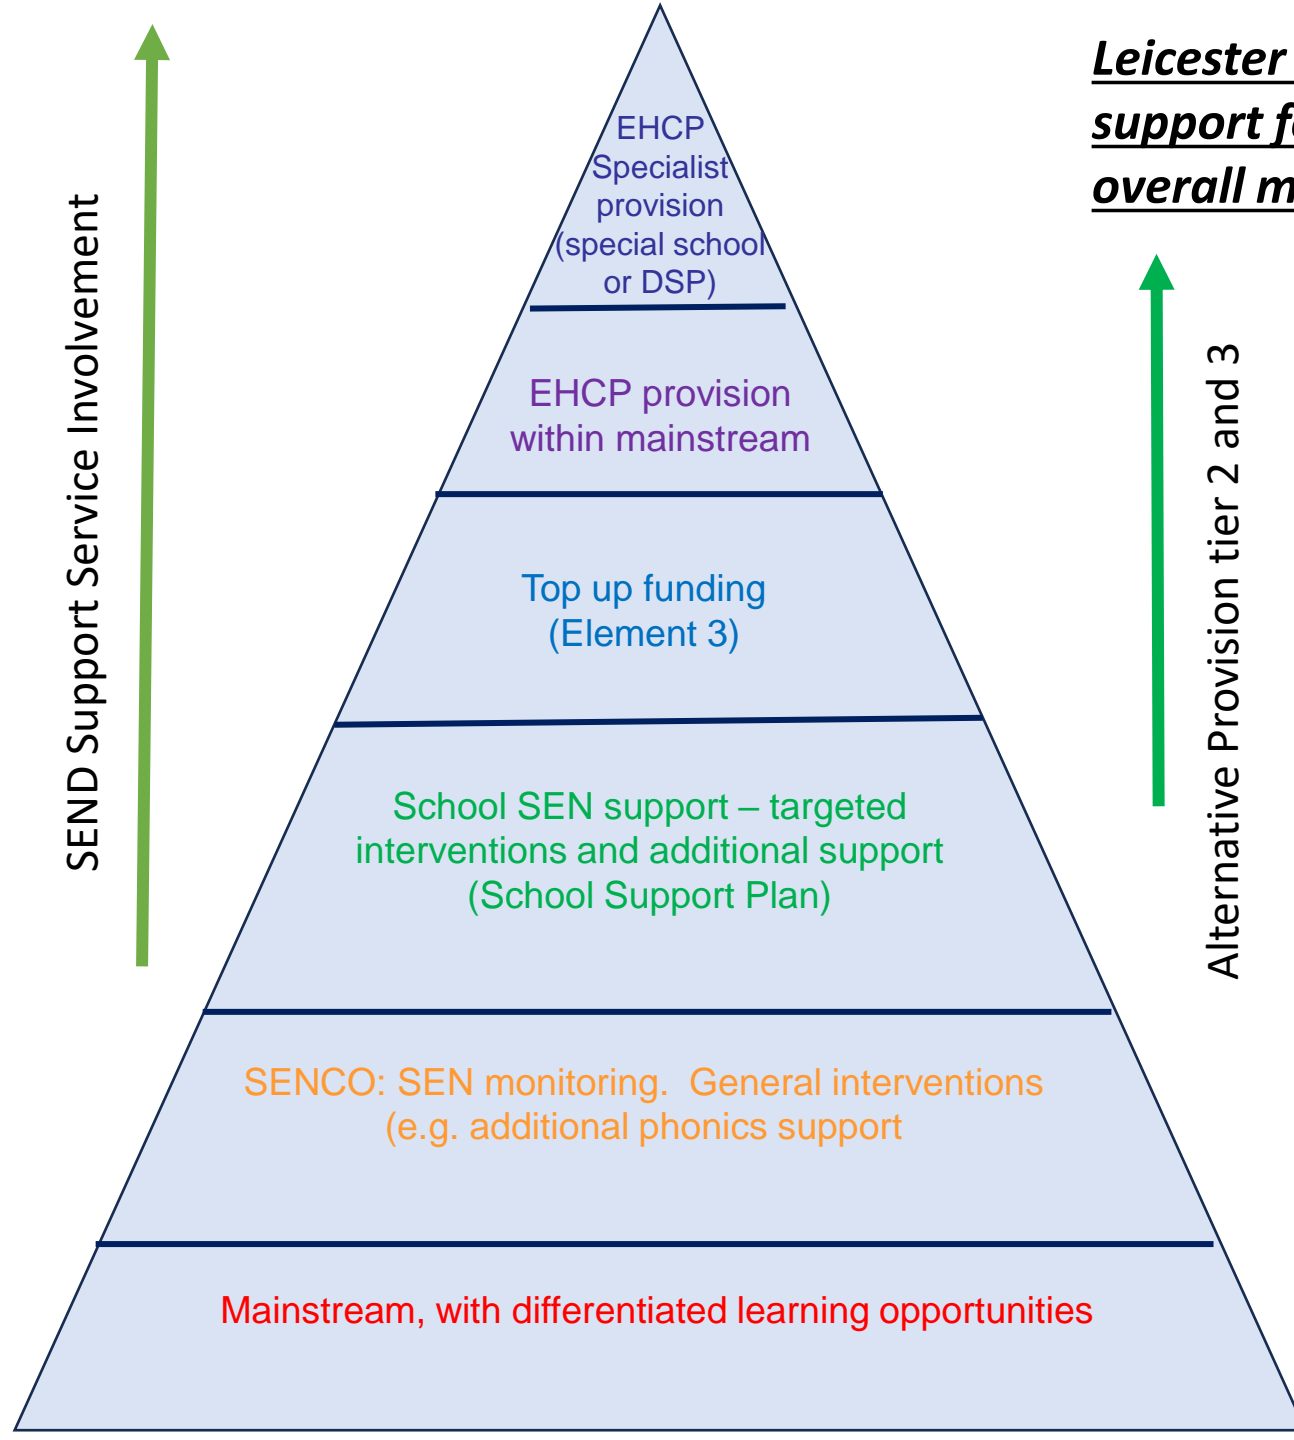 Leicester
support
overall
EHCP
Specialist
provision
(special school
or DSP)
EHCP provision
within mainstream
Top up funding
(Element 3)
School SEN support – targeted
interventions and additional support
(School Support Plan)
SENCO: SEN monitoring.  General interventions
(e.g. additional phonics support
Mainstream, with differentiated learning opportunities
SEND Support Service Involvement
Alternative Provision tier 2 and 3